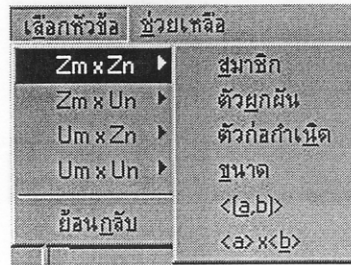 เลือกหัวข้อ ช่วยเหลือ
Zm x Zn
Zm x Un
Um x Zn
Um x Un
ย้อนกลับ
สมาชิก
ตัวผกผัน
ตัวก่อกำเนิด
ขนาด
<(a,b)>
<a> x <b>